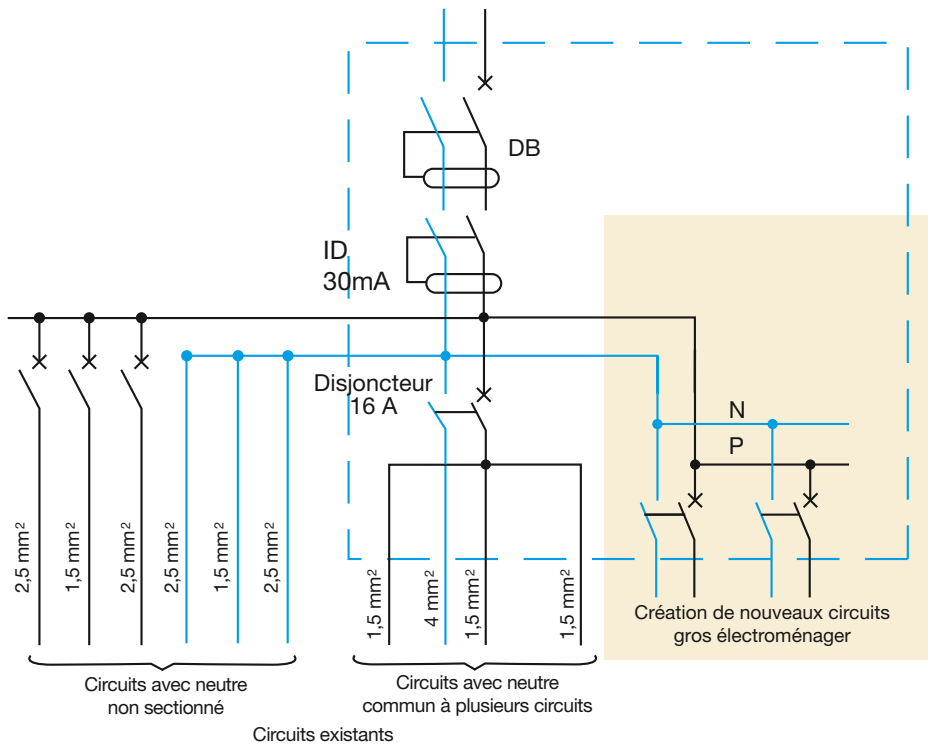 DB
ID
30mA
Disjoncteur
16 A
N
P
2,5 mm²
1,5 mm²
2,5 mm²
2,5 mm²
1,5 mm²
2,5 mm²
1,5 mm²
4 mm²
1,5 mm²
1,5 mm²
Création de nouveaux circuits
gros électroménager
Circuits avec neutre
non sectionné
Circuits avec neutre
commun à plusieurs circuits
Circuits existants